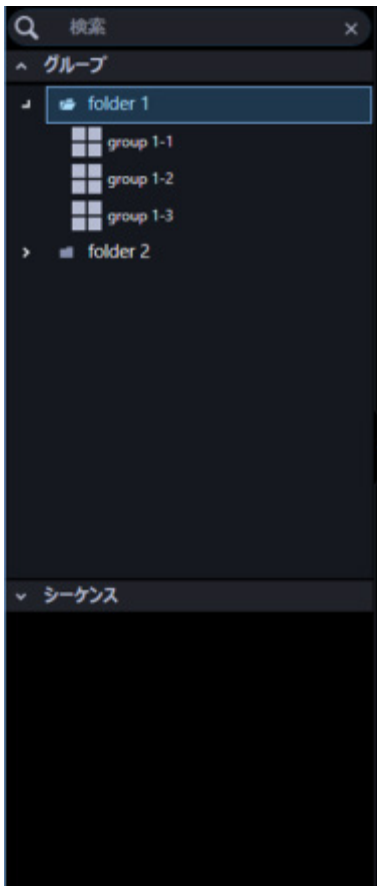 検索
グループ
folder 1
group 1-1
group 1-2
group 1-3
folder 2
シーケンス